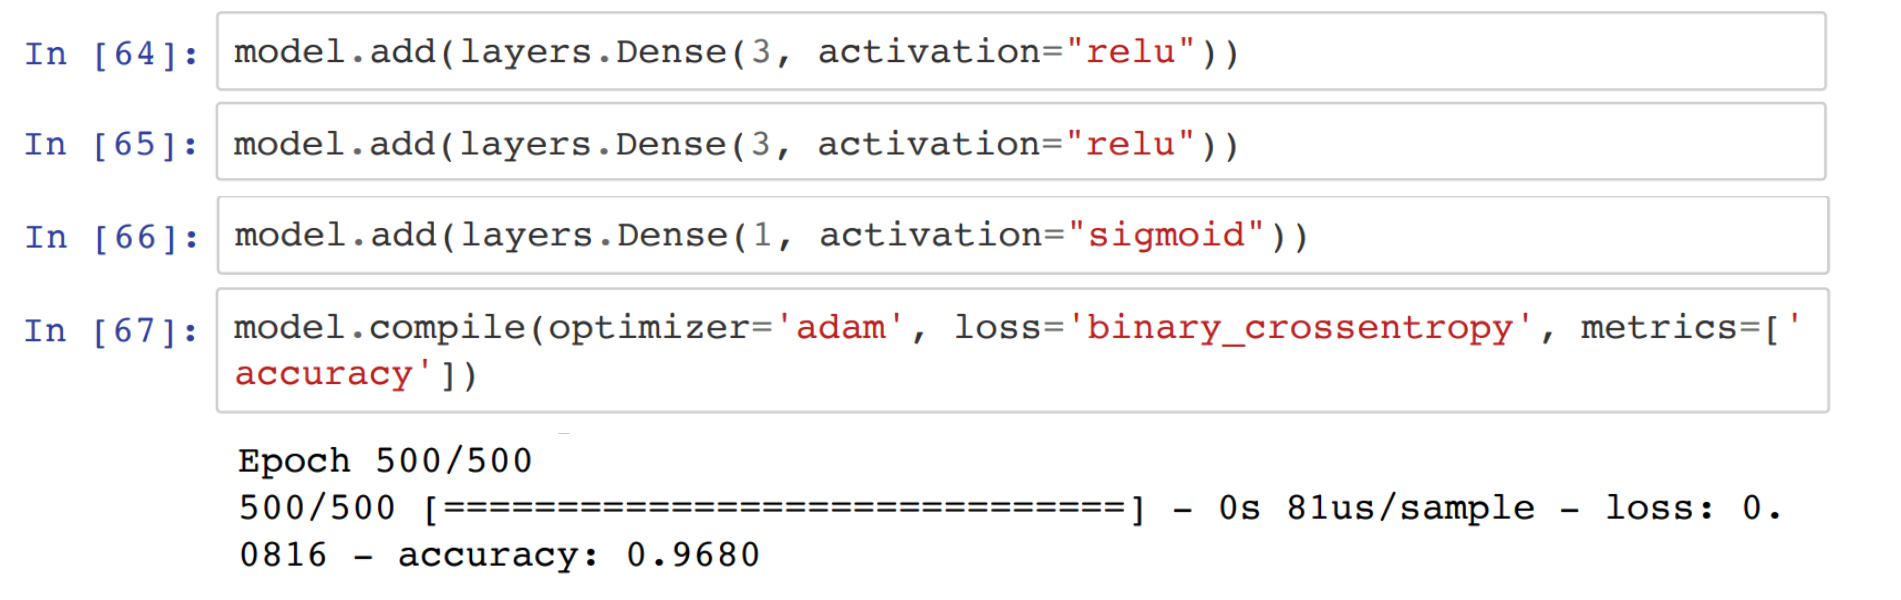 In [64]: model.add(layers.Dense(3, activation="relu"))
In [65]: model.add(layers.Dense(3, activation="relu"))
In [66]: model.add(layers.Dense(1, activation="sigmoid"))
In [67]: model.compile(optimizer='adam', loss='binary_crossentropy', metrics=['
accuracy'])
Epoch 500/500
500/500 [==============================] - 0s 81us/sample - loss: 0.
0816 - accuracy: 0.9680